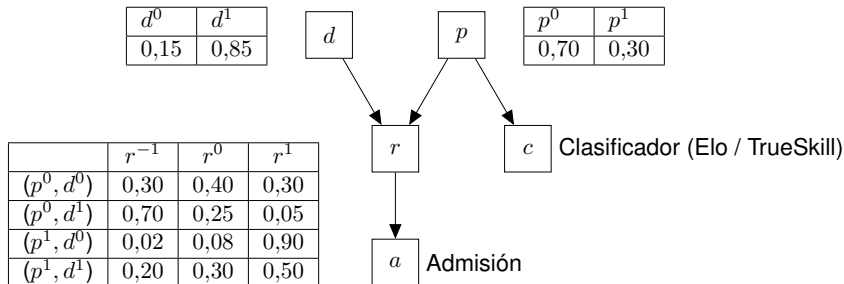 d⁰ d¹
0,15 0,85
d
p
p⁰ p¹
0,70 0,30
r⁻¹ r⁰ r¹
(p⁰, d⁰) 0,30 0,40 0,30
(p⁰, d¹) 0,70 0,25 0,05
(p¹, d⁰) 0,02 0,08 0,90
(p¹, d¹) 0,20 0,30 0,50
r
c Clasificador (Elo / TrueSkill)
a Admisión